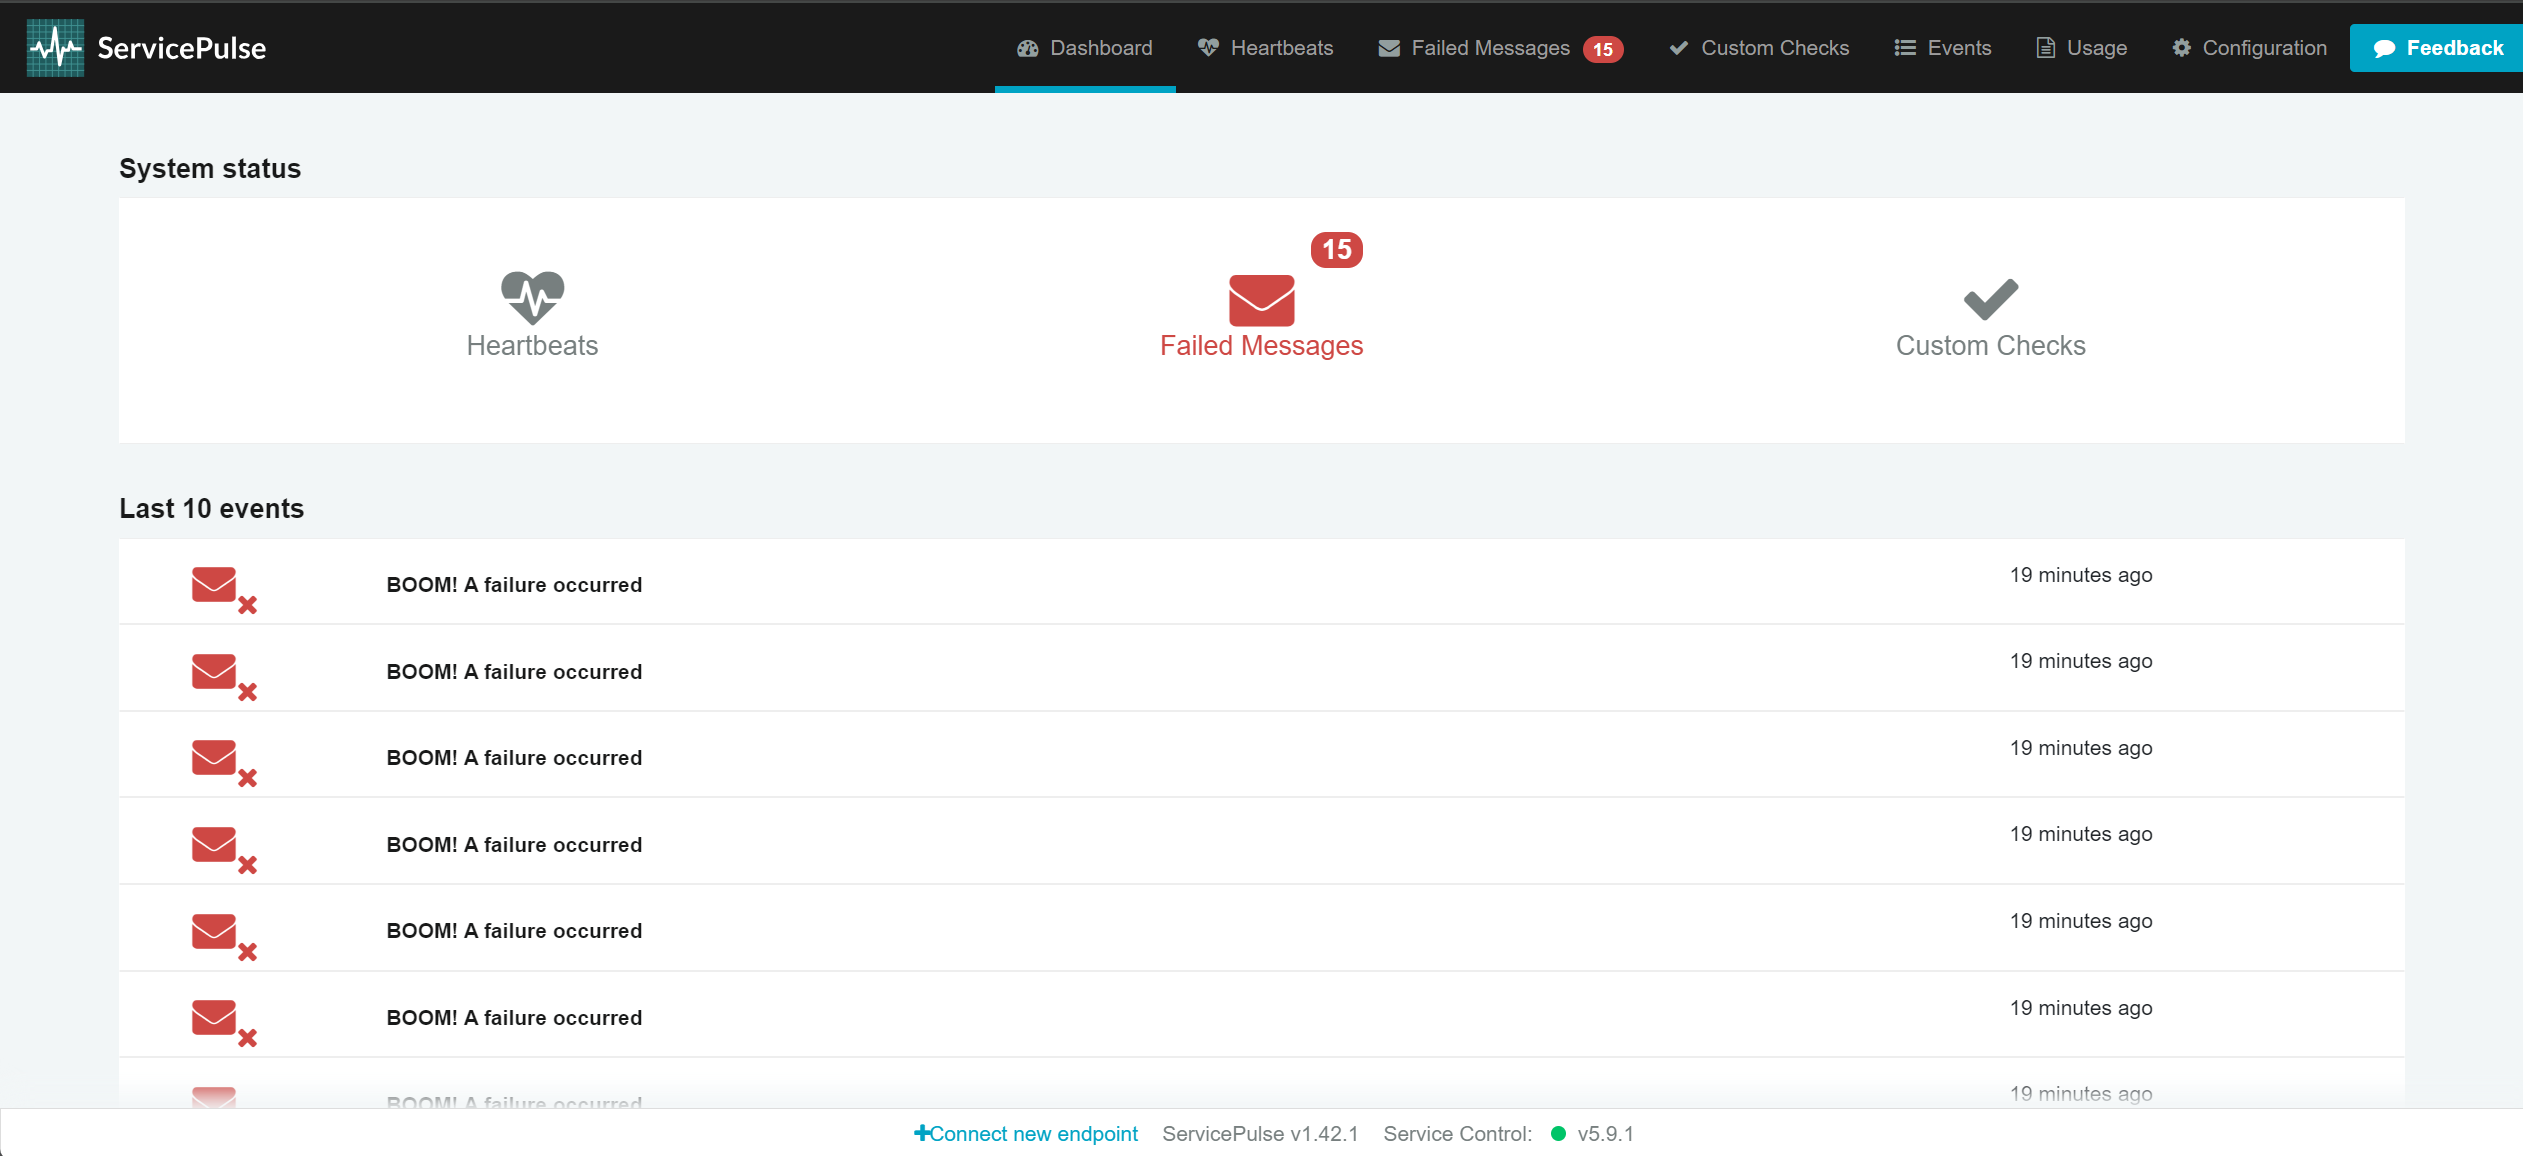 ServicePulse
Dashboard Heartbeats Failed Messages 15 Custom Checks Events Usage Configuration Feedback
System status
15
Heartbeats Failed Messages Custom Checks
Last 10 events
BOOM! A failure occurred 19 minutes ago
BOOM! A failure occurred 19 minutes ago
BOOM! A failure occurred 19 minutes ago
BOOM! A failure occurred 19 minutes ago
BOOM! A failure occurred 19 minutes ago
BOOM! A failure occurred 19 minutes ago
BOOM! A failure occurred 19 minutes ago
Connect new endpoint ServicePulse v1.42.1 Service Control: v5.9.1